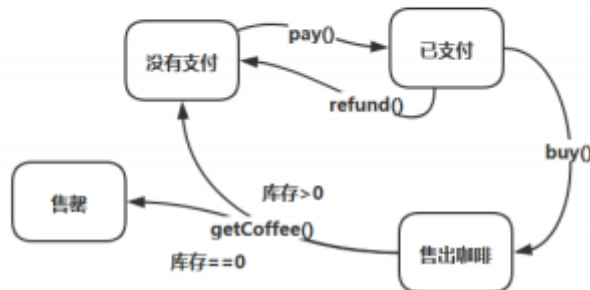 pay()
没有支付
已支付
refund()
buy()
售罄
库存>0
getCoffee()
售出咖啡
库存==0